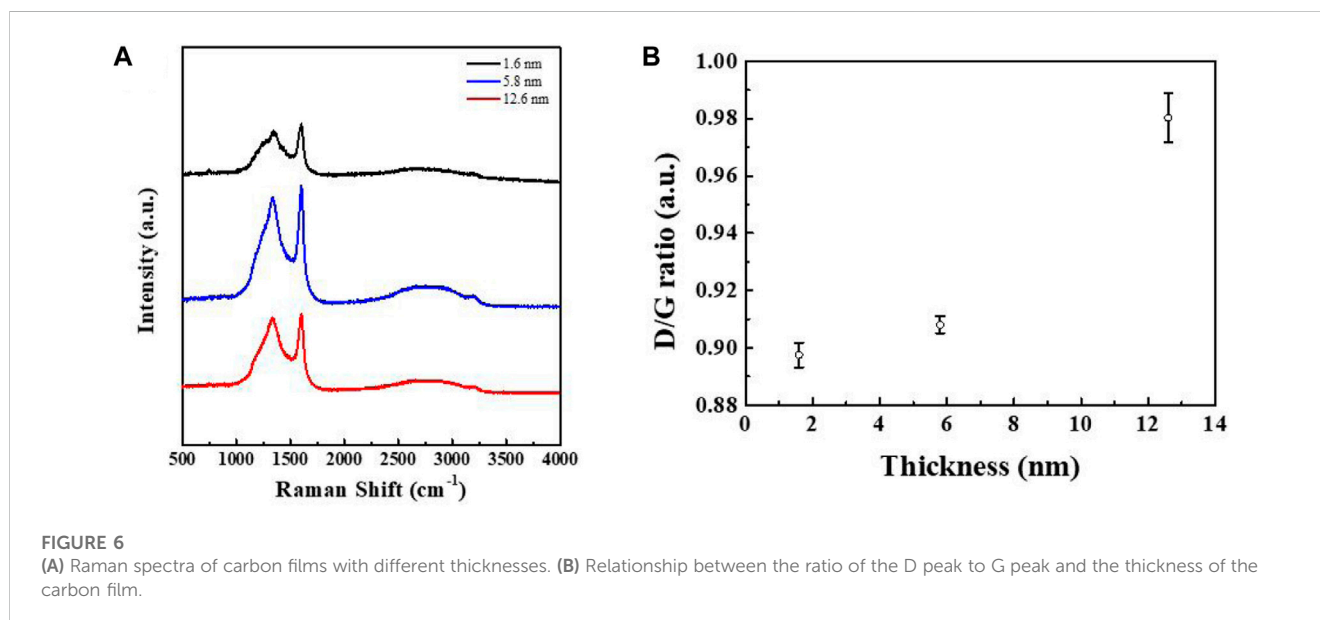 A
1.6 nm
5.8 nm
12.6 nm
Intensity (a.u.)
500 1000 1500 2000 2500 3000 3500 4000
Raman Shift (cm⁻¹)
B
1.00
0.98
0.96
0.94
0.92
0.90
0.88
D/G ratio (a.u.)
0 2 4 6 8 10 12 14
Thickness (nm)
FIGURE 6
(A) Raman spectra of carbon films with different thicknesses. (B) Relationship between the ratio of the D peak to G peak and the thickness of the
carbon film.